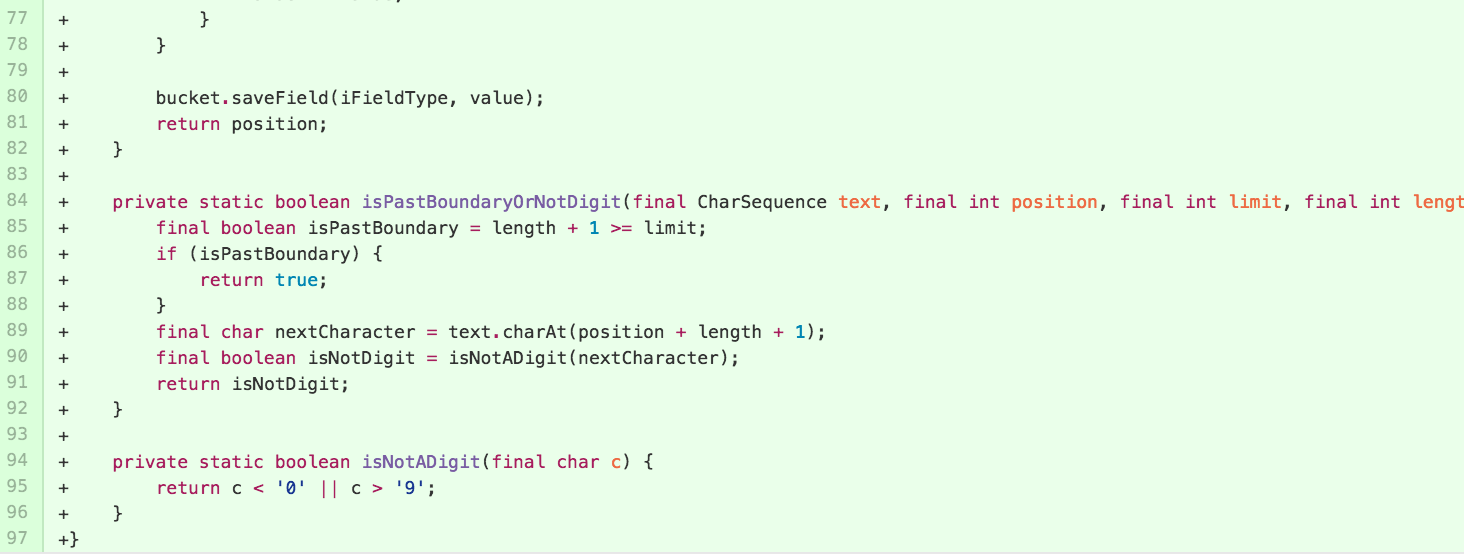 77 +             }
78 +         }
79 +
80 +         bucket.saveField(iFieldType, value);
81 +         return position;
82 +     }
83 +
84 +     private static boolean isPastBoundaryOrNotDigit(final CharSequence text, final int position, final int limit, final int
85 +         final boolean isPastBoundary = length + 1 >= limit;
86 +         if (isPastBoundary) {
87 +             return true;
88 +         }
89 +         final char nextCharacter = text.charAt(position + length + 1);
90 +         final boolean isNotDigit = isNotADigit(nextCharacter);
91 +         return isNotDigit;
92 +     }
93 +
94 +     private static boolean isNotADigit(final char c) {
95 +         return c < '0' || c > '9';
96 +     }
97 +}